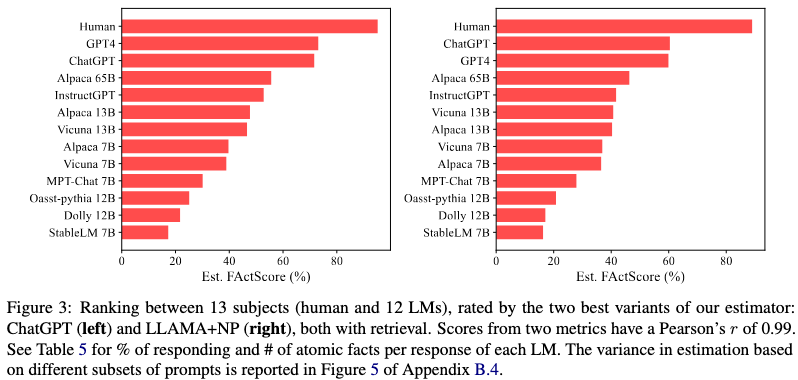 Human
GPT4
ChatGPT
Alpaca 65B
InstructGPT
Alpaca 13B
Vicuna 13B
Alpaca 7B
Vicuna 7B
MPT-Chat 7B
Oasst-pythia 12B
Dolly 12B
StableLM 7B
0 20 40 60 80
Est. FActScore (%)
Human
ChatGPT
GPT4
Alpaca 65B
InstructGPT
Vicuna 13B
Alpaca 13B
Vicuna 7B
Alpaca 7B
MPT-Chat 7B
Oasst-pythia 12B
Dolly 12B
StableLM 7B
0 20 40 60 80
Est. FActScore (%)
Figure 3: Ranking between 13 subjects (human and 12 LMs), rated by the two best variants of our estimator:
ChatGPT (left) and LLAMA+NP (right), both with retrieval. Scores from two metrics have a Pearson's r of 0.99.
See Table 5 for % of responding and # of atomic facts per response of each LM. The variance in estimation based
on different subsets of prompts is reported in Figure 5 of Appendix B.4.